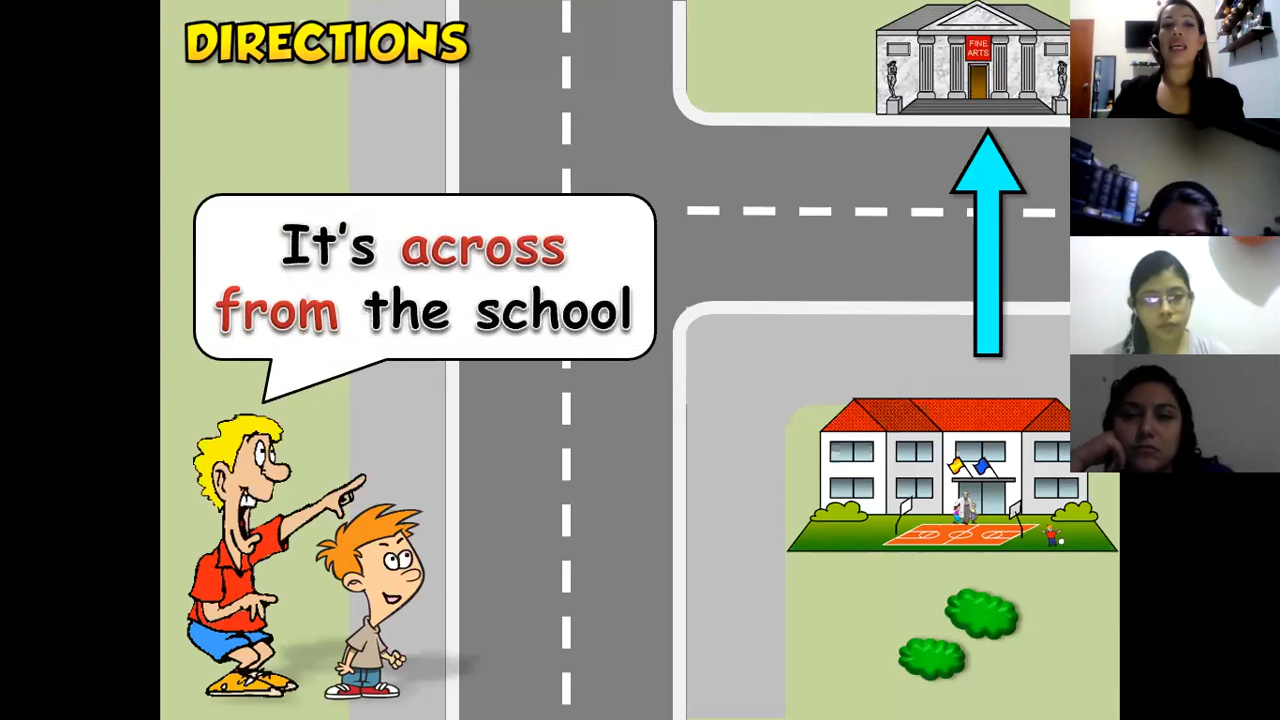 DIRECTIONS
FINE
ARTS
It's across
from the school